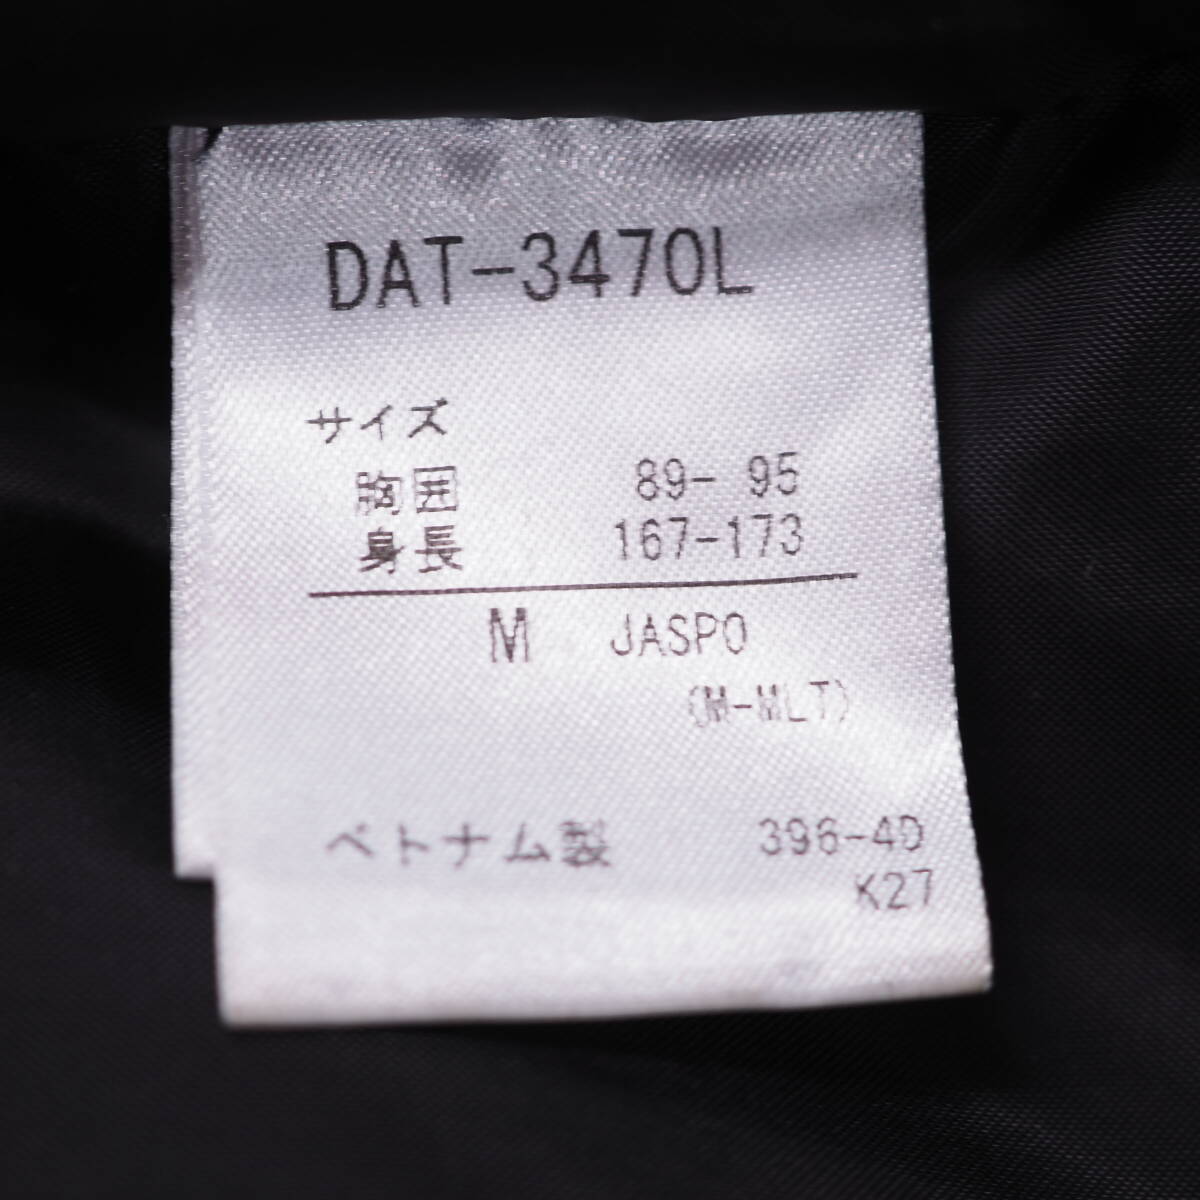 DAT-3470L
サイズ
胸囲 89- 95
身長 167-173
M JASPO
(M-MLT)
ベトナム製 396-4D
K27